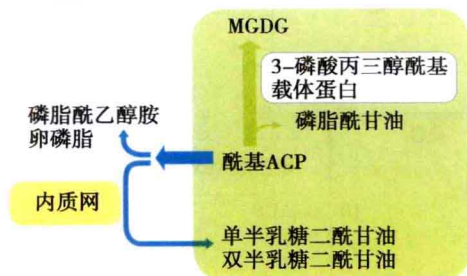 MGDG
3-磷酸丙三醇酰基
载体蛋白
磷脂酰甘油
磷脂酰乙醇胺
卵磷脂
酰基ACP
内质网
单半乳糖二酰甘油
双半乳糖二酰甘油